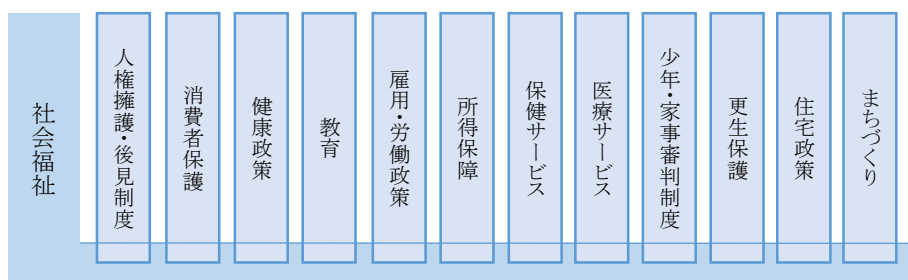 社会福祉
人権擁護・後見制度
消費者保護
健康政策
教育
雇用・労働政策
所得保障
保健サービス
医療サービス
少年・家事審判制度
更生保護
住宅政策
まちづくり